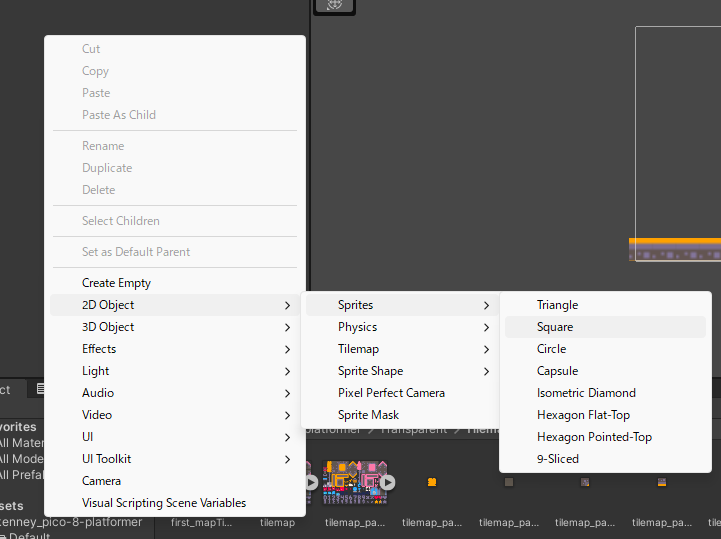 Cut
Copy
Paste
Paste As Child
Rename
Duplicate
Delete
Select Children
Set as Default Parent
Create Empty
2D Object
3D Object
Effects
Light
Audio
Video
UI
UI Toolkit
Camera
Visual Scripting Scene Variables
Sprites
Physics
Tilemap
Sprite Shape
Pixel Perfect Camera
Sprite Mask
Triangle
Square
Circle
Capsule
Isometric Diamond
Hexagon Flat-Top
Hexagon Pointed-Top
9-Sliced
ct
vorites
All Mater
All Mode
All Prefal
sets
kenney_pico-8-platformer
Default
platformer > Transparent > Tilema
first_mapTi...
tilemap
tilemap_pa...
tilemap_pa...
tilemap_pa...
tilemap_pa...
tilemap_pa...